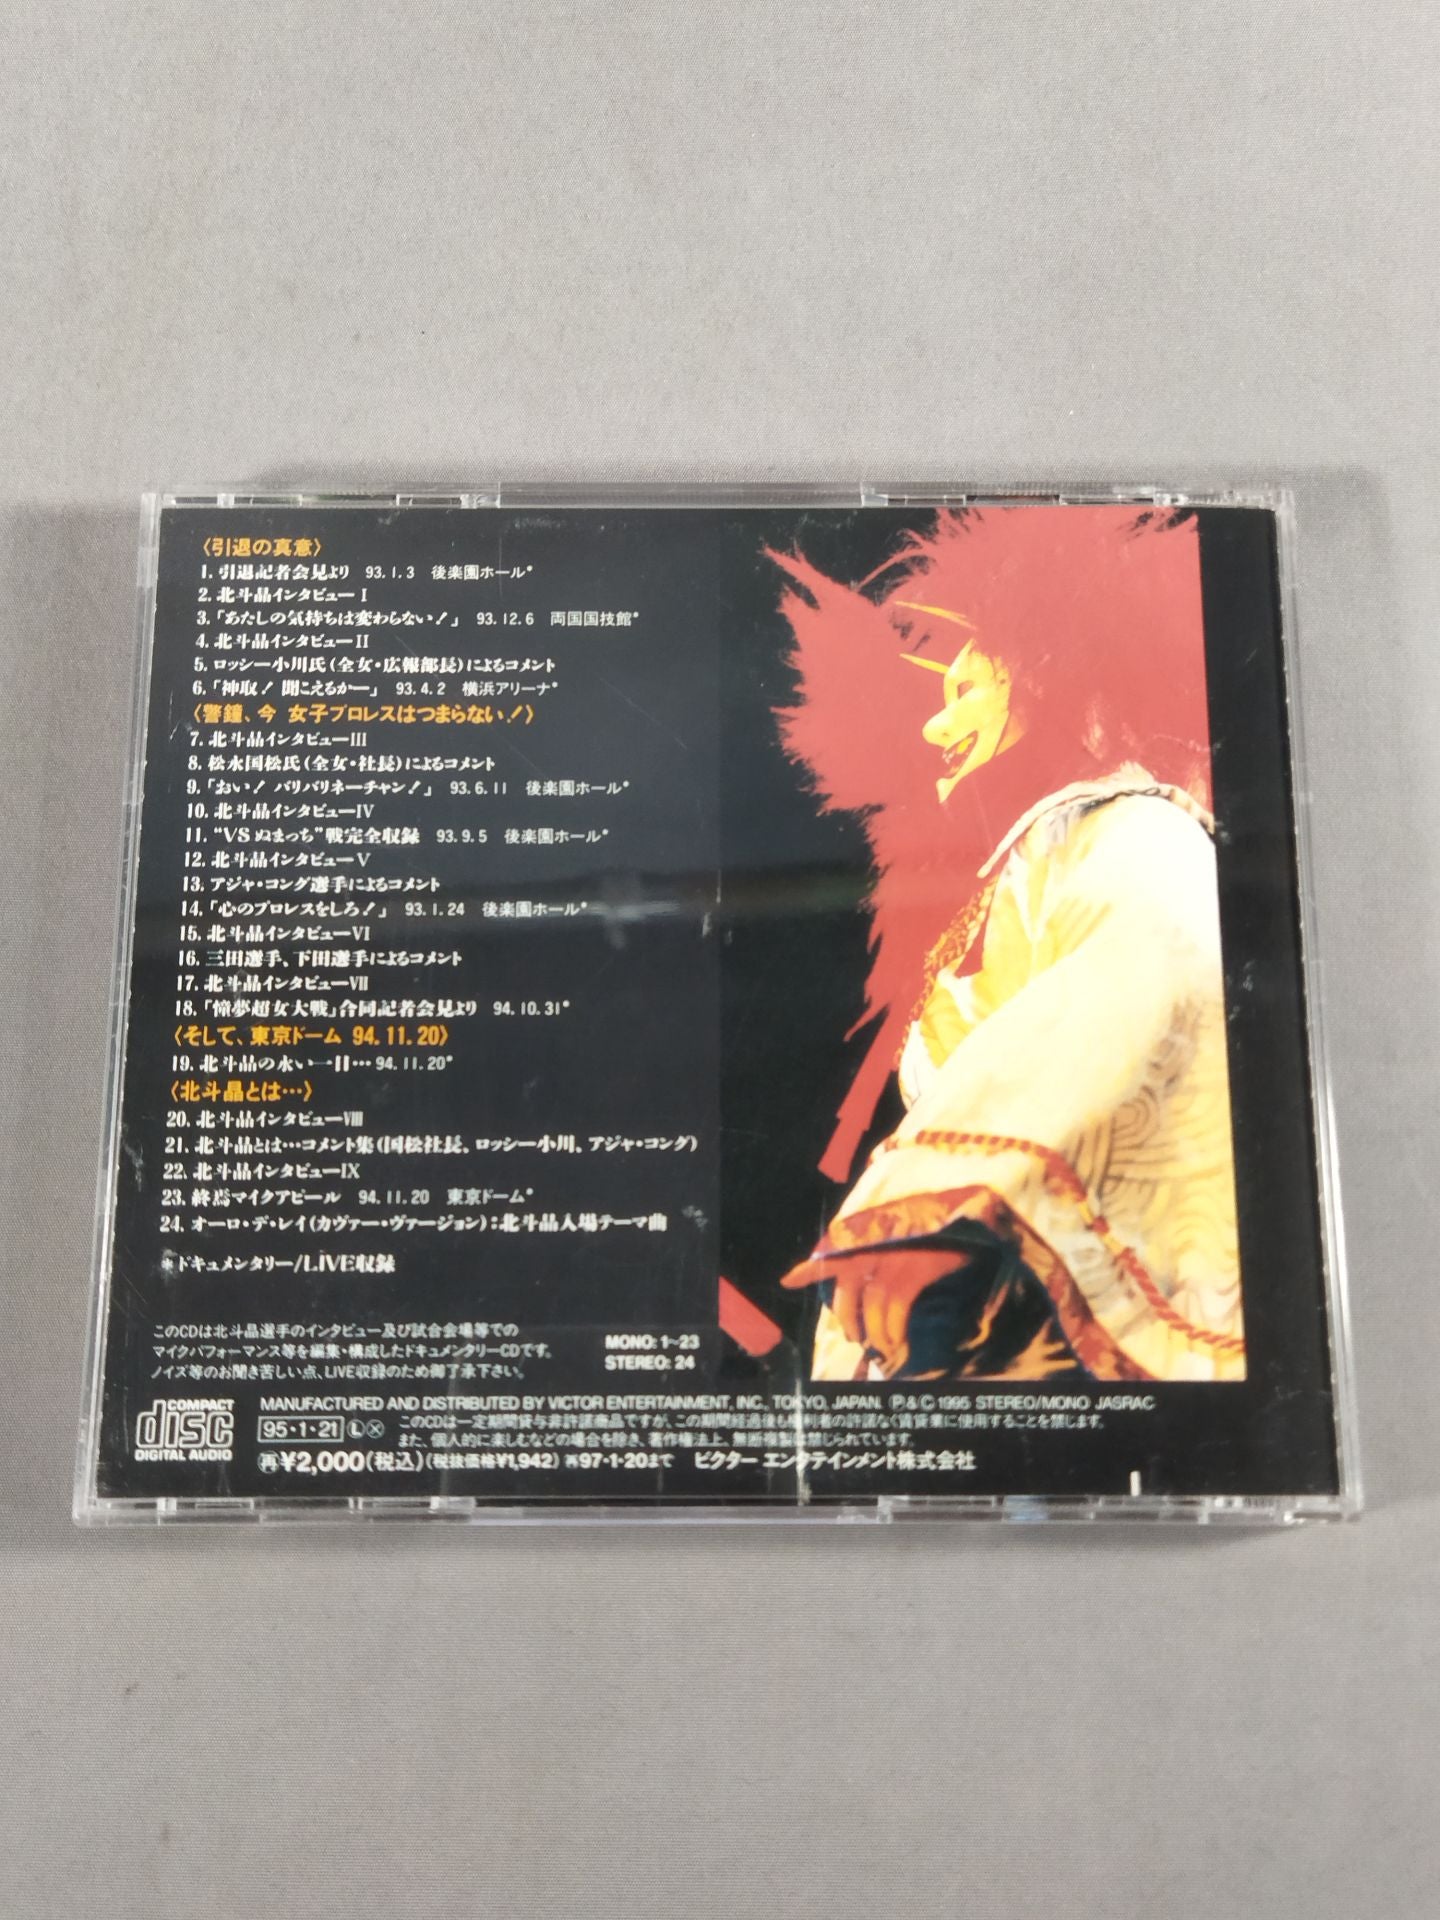 〈引退の真意〉
1. 引退記者会見より 93.1.3 後楽園ホール*
2. 北斗晶インタビュー I
3.「あたしの気持ちは変わらない!」 93.12.6 両国国技館*
4. 北斗晶インタビュー II
5. ロッシー小川氏(全女・広報部長)によるコメント
6.「神取! 聞こえるかー」 93.4.2 横浜アリーナ*
〈警鐘、今 女子プロレスはつまらない!〉
7. 北斗晶インタビュー III
8. 松永国松氏(全女・社長)によるコメント
9.「おい! バリバリネーチャン!」 93.6.11 後楽園ホール*
10. 北斗晶インタビュー IV
11. “VS ぬまっち”戦完全収録 93.9.5 後楽園ホール*
12. 北斗晶インタビュー V
13. アジャ・コング選手によるコメント
14.「心のプロレスをしろ!」 93.1.24 後楽園ホール*
15. 北斗晶インタビュー VI
16. 三田選手、下田選手によるコメント
17. 北斗晶インタビュー VII
18.「憧夢超女大戦」合同記者会見より 94.10.31*
〈そして、東京ドーム 94.11.20〉
19. 北斗晶の永い一日… 94.11.20*
〈北斗晶とは…〉
20. 北斗晶インタビュー VIII
21. 北斗晶とは…コメント集(国松社長、ロッシー小川、アジャ・コング)
22. 北斗晶インタビュー IX
23. 終焉マイクアピール 94.11.20 東京ドーム*
24. オーロ・デ・レイ(カヴァー・ヴァージョン):北斗晶入場テーマ曲
*ドキュメンタリー/LIVE収録
このCDは北斗晶選手のインタビュー及び試合会場等での
マイクパフォーマンス等を編集・構成したドキュメンタリーCDです。
ノイズ等のお聞き苦しい点、LIVE収録のため御了承下さい。
MONO: 1~23
STEREO: 24
COMPACT
disc
DIGITAL AUDIO
MANUFACTURED AND DISTRIBUTED BY VICTOR ENTERTAINMENT, INC., TOKYO, JAPAN. Ⓟ&Ⓒ 1995 STEREO/MONO JASRAC
95・1・21 Ⓛ Ⓧ このCDは一定期間貸与非許諾商品ですが、この期間経過後も権利者の許諾なく賃貸業に使用することを禁じます。
また、個人的に楽しむなどの場合を除き、著作権法上、無断複製は禁じられています。
㊢¥2,000(税込)(税抜価格¥1,942) 再97・1・20まで ビクター エンタテインメント株式会社